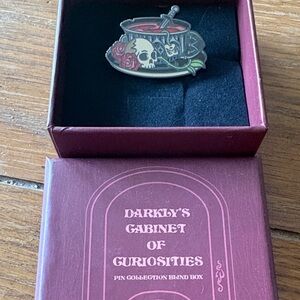 DARKLY'S
CABINET
OF
CURIOSITIES
PIN COLLECTION BLIND BOX